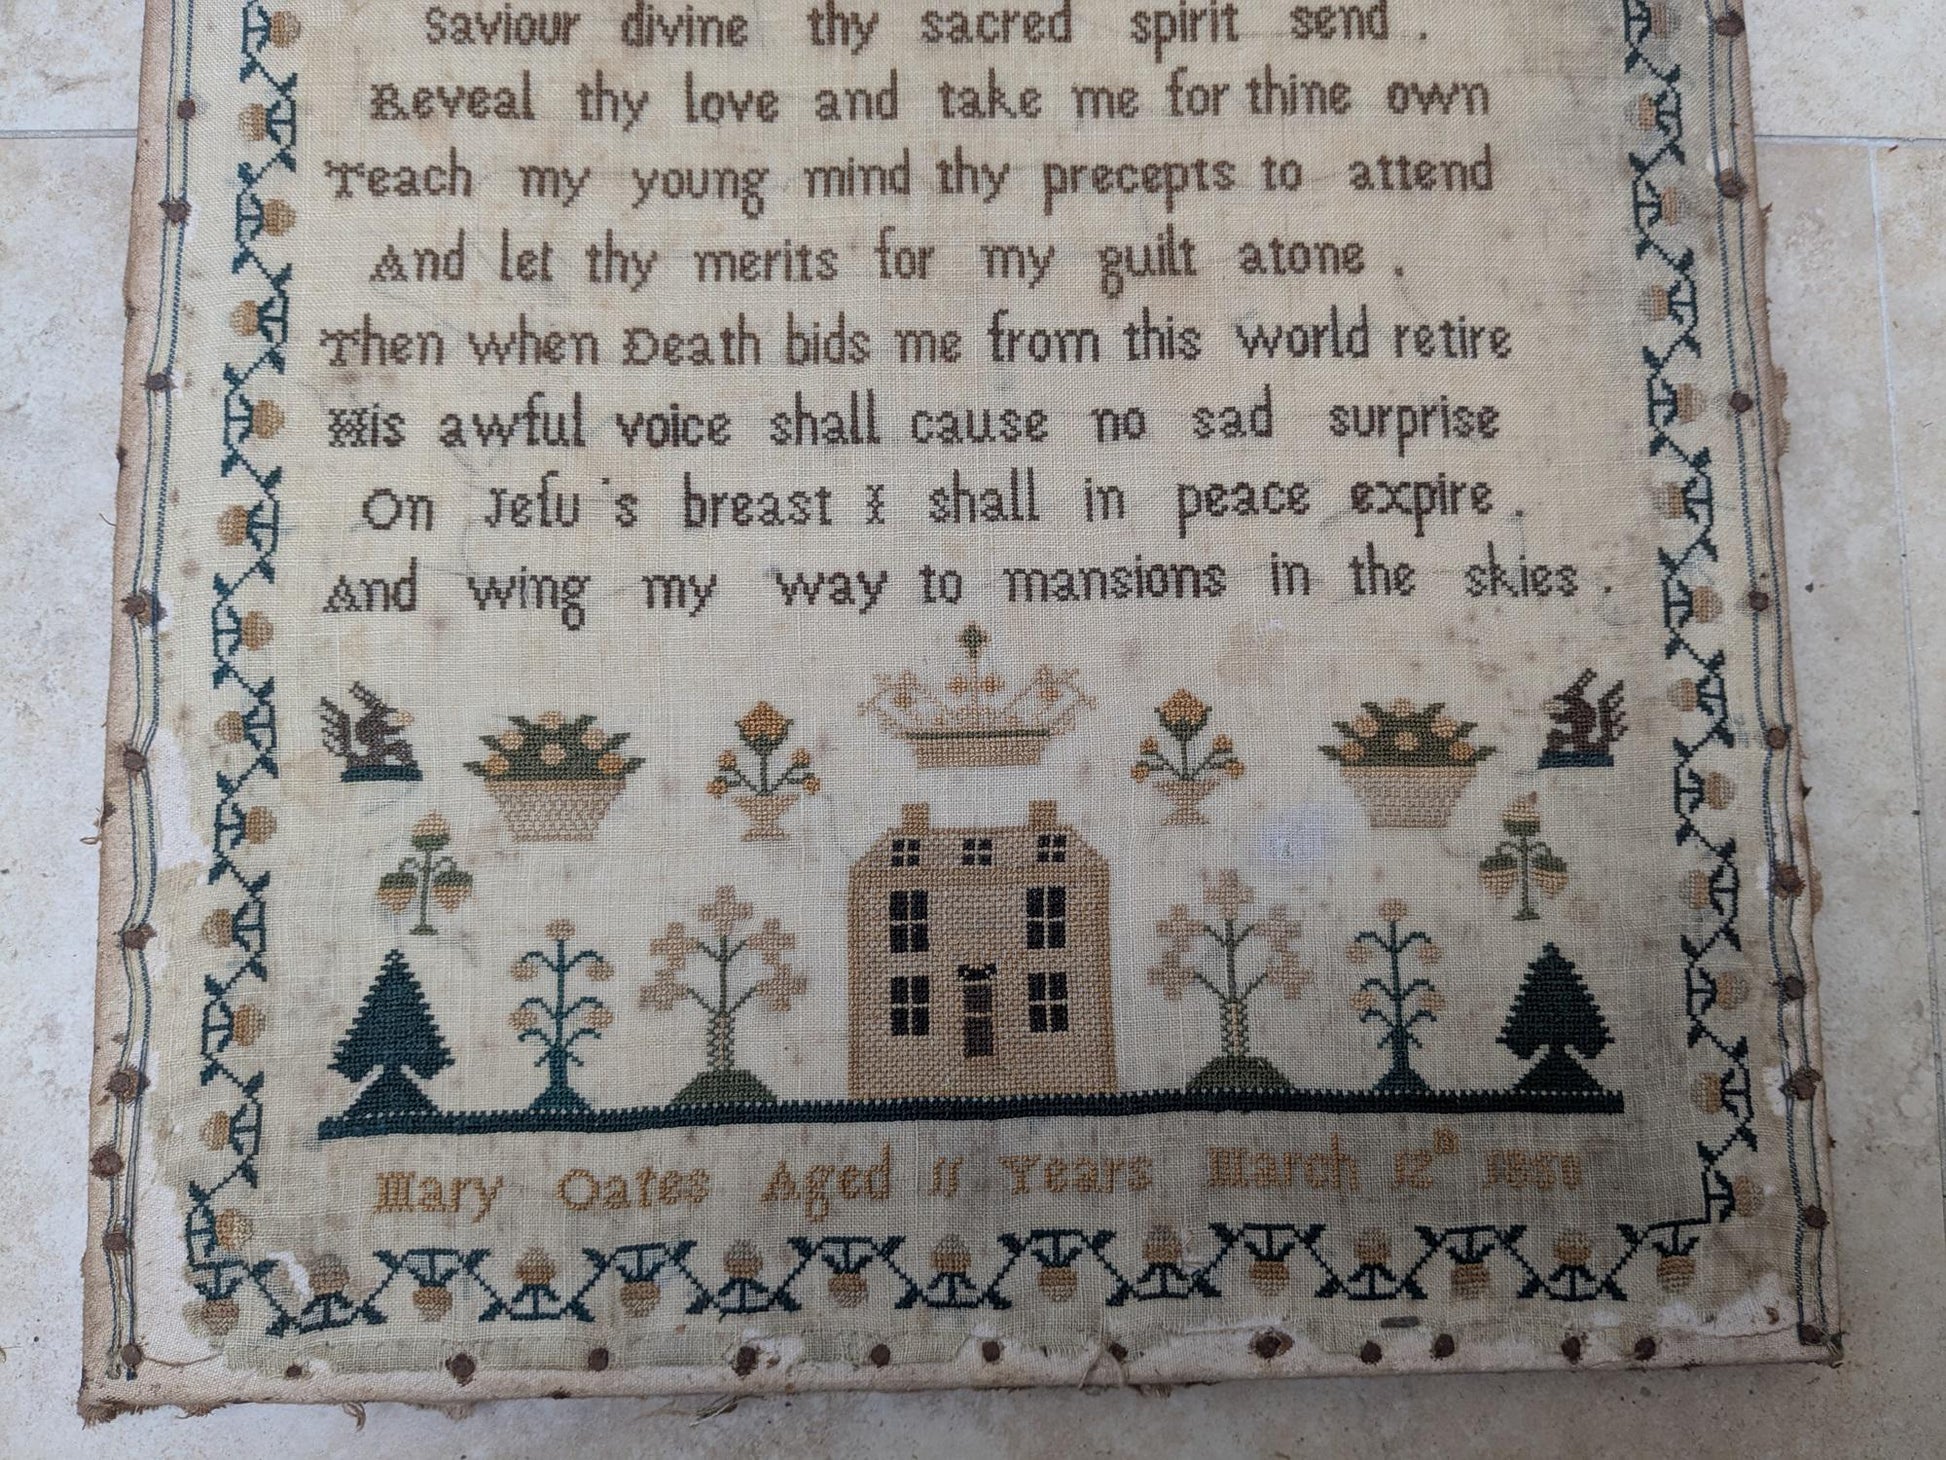 Saviour divine thy sacred spirit send .
Reveal thy love and take me for thine own
Teach my young mind thy precepts to attend
And let thy merits for my guilt atone .
Then when Death bids me from this world retire
His awful voice shall cause no sad surprise
On Jeſu's breast I shall in peace expire .
And wing my way to mansions in the skies .
Mary Oates Aged 11 Years March 12th